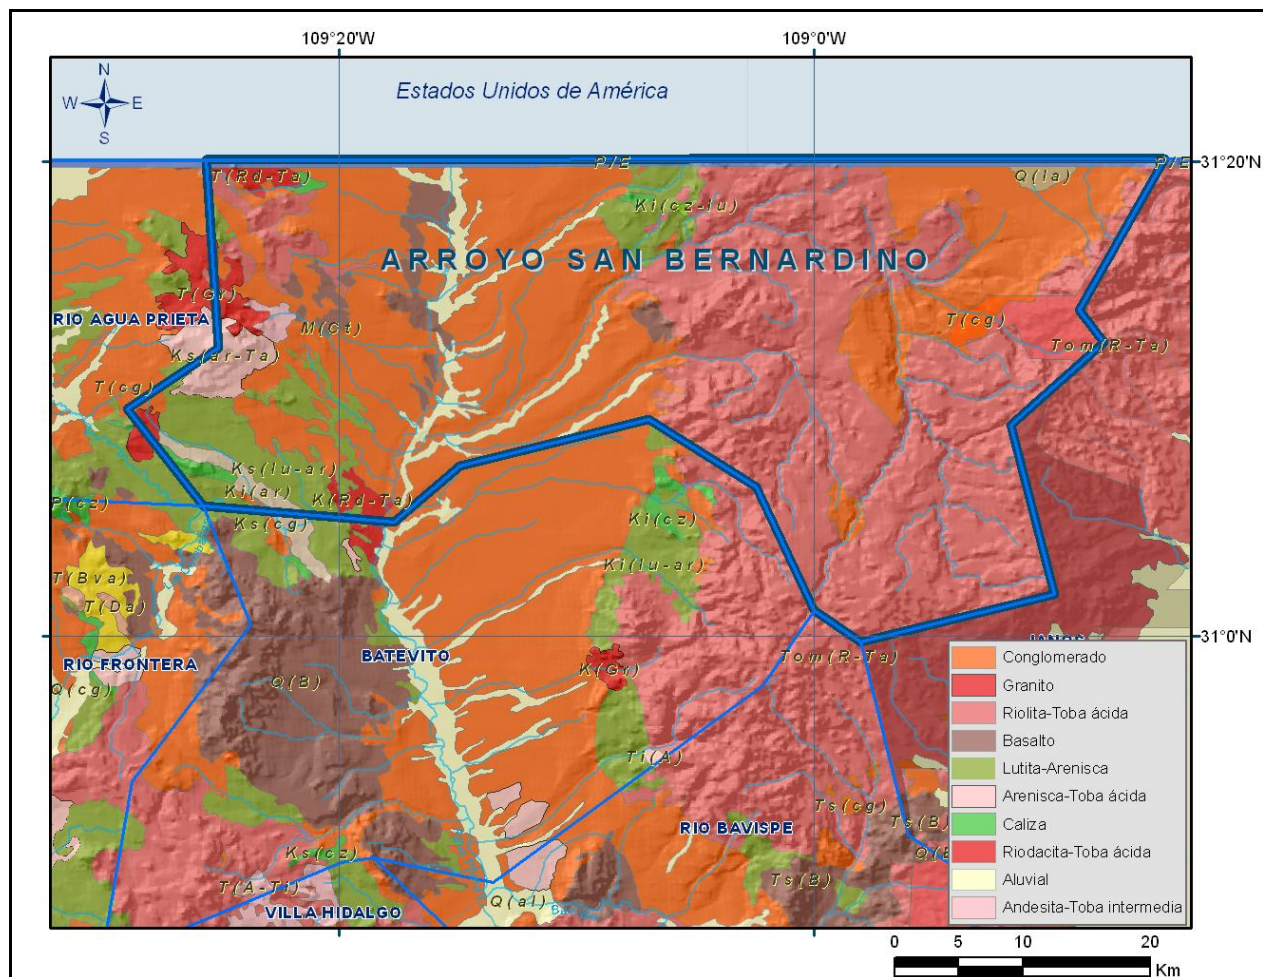 109°20'W
109°0'W
N
W
E
S
Estados Unidos de América
P/E
P/E
31°20'N
T(Rd-Ta)
Q(la)
Ki(cz-lu)
ARROYO SAN BERNARDINO
T(Gr)
RIO AGUA PRIETA
M(Ct)
T(cg)
Ks(ar-Ta)
Tom(R-Ta)
T(cg)
Ks(lu-ar)
Ki(ar)
K(Rd-Ta)
P(cz)
Ks(cg)
Ki(cz)
Ki(lu-ar)
T(Bva)
T(Da)
31°0'N
RIO FRONTERA
BATEVITO
Tom(R-Ta)
K(Gr)
Q(cg)
Q(B)
Ti(A)
Ts(cg)
RIO BAVISPE
Ts(B)
Ks(cz)
Ts(B)
T(A-Ti)
Q(al)
VILLA HIDALGO
Conglomerado
Granito
Riolita-Toba ácida
Basalto
Lutita-Arenisca
Arenisca-Toba ácida
Caliza
Riodacita-Toba ácida
Aluvial
Andesita-Toba intermedia
0 5 10 20
Km